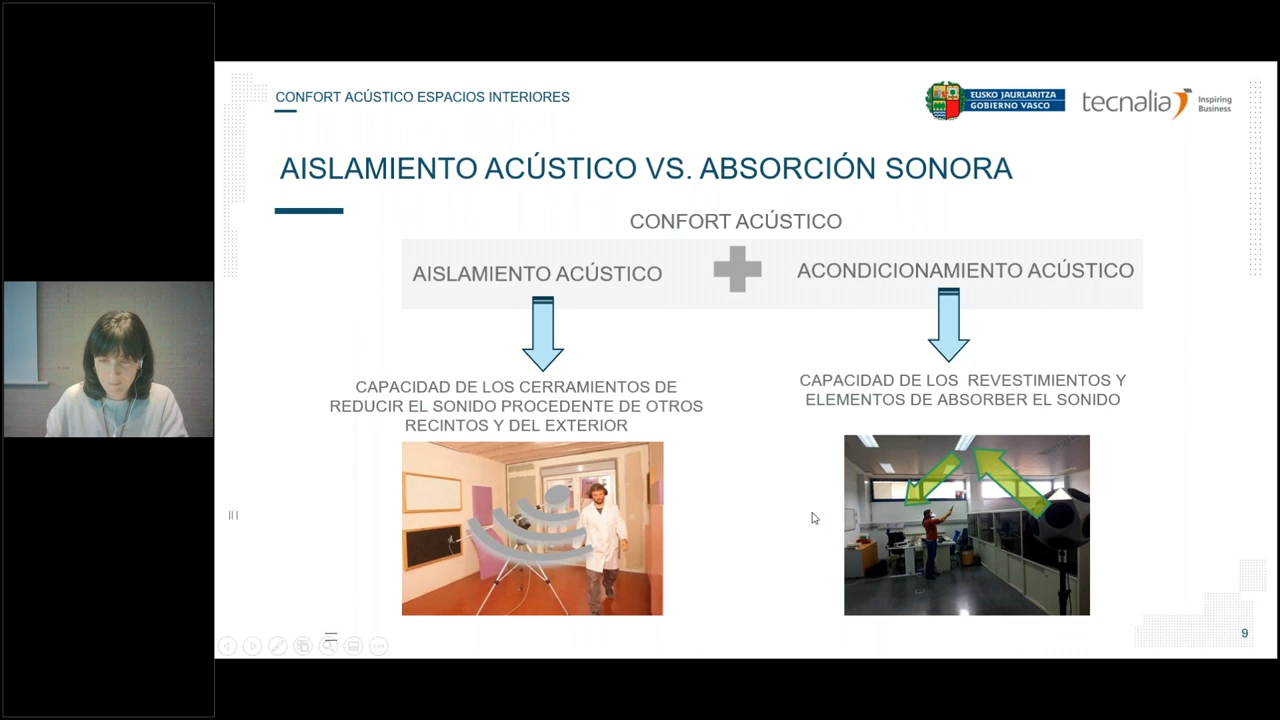 CONFORT ACÚSTICO ESPACIOS INTERIORES
EUSKO JAURLARITZA
GOBIERNO VASCO
tecnalia
Inspiring
Business
AISLAMIENTO ACÚSTICO VS. ABSORCIÓN SONORA
CONFORT ACÚSTICO
AISLAMIENTO ACÚSTICO
ACONDICIONAMIENTO ACÚSTICO
CAPACIDAD DE LOS CERRAMIENTOS DE
REDUCIR EL SONIDO PROCEDENTE DE OTROS
RECINTOS Y DEL EXTERIOR
CAPACIDAD DE LOS REVESTIMIENTOS Y
ELEMENTOS DE ABSORBER EL SONIDO
9